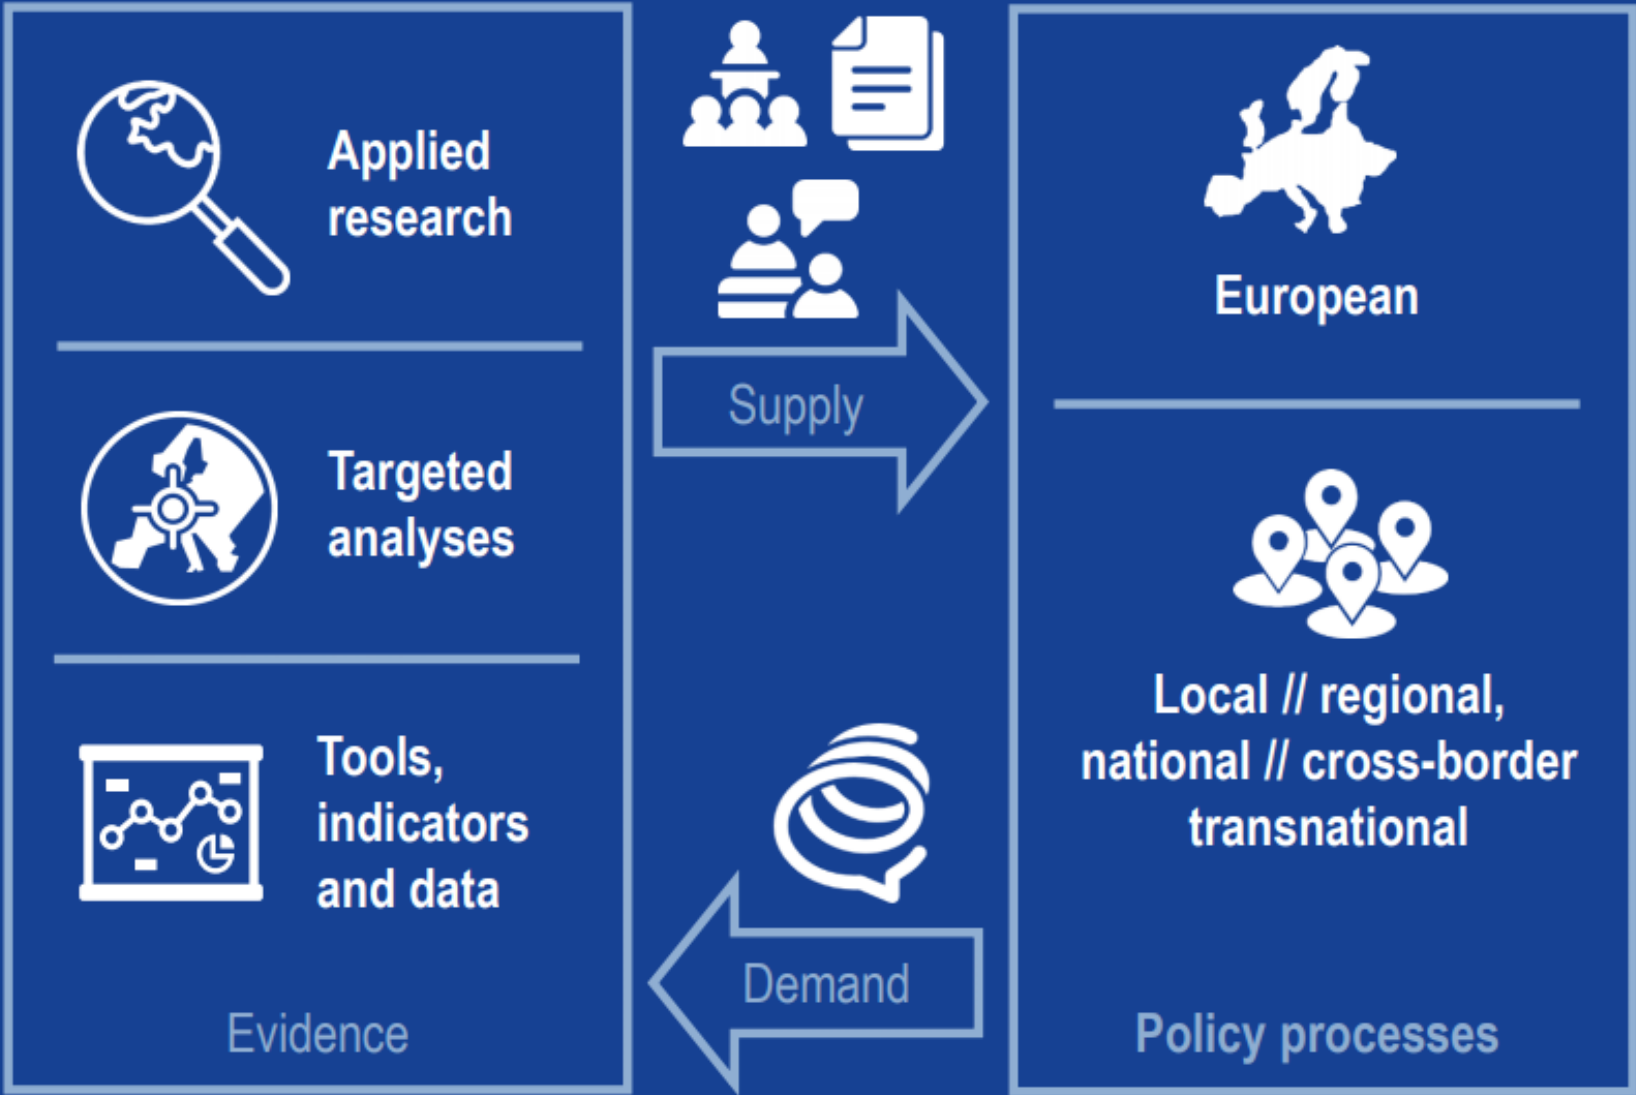 Applied
research
Targeted
analyses
Tools,
indicators
and data
Evidence
Supply
Demand
European
Local // regional,
national // cross-border
transnational
Policy processes